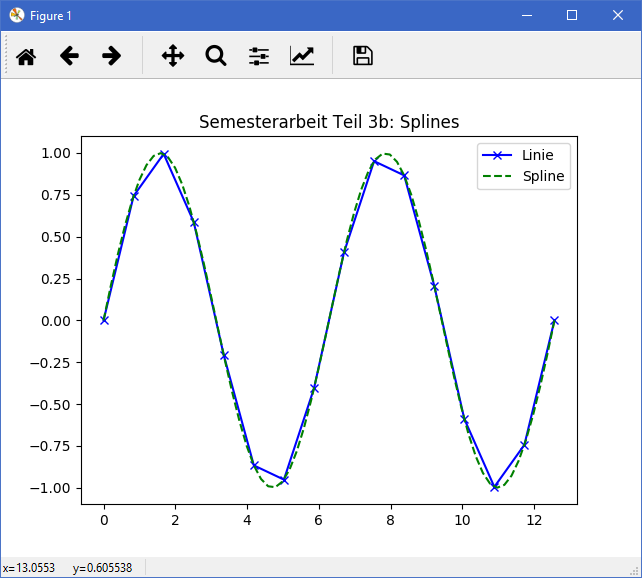 Figure 1
Semesterarbeit Teil 3b: Splines
Linie
Spline
1.00
0.75
0.50
0.25
0.00
−0.25
−0.50
−0.75
−1.00
0 2 4 6 8 10 12
x=13.0553 y=0.605538